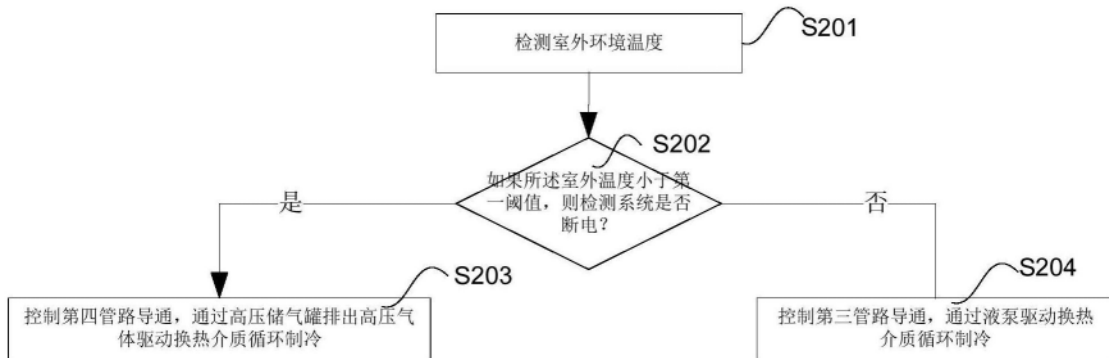 检测室外环境温度
S201
S202
如果所述室外温度小于第
一阈值，则检测系统是否
断电？
是
否
S203
控制第四管路导通，通过高压储气罐排出高压气
体驱动换热介质循环制冷
S204
控制第三管路导通，通过液泵驱动换热
介质循环制冷